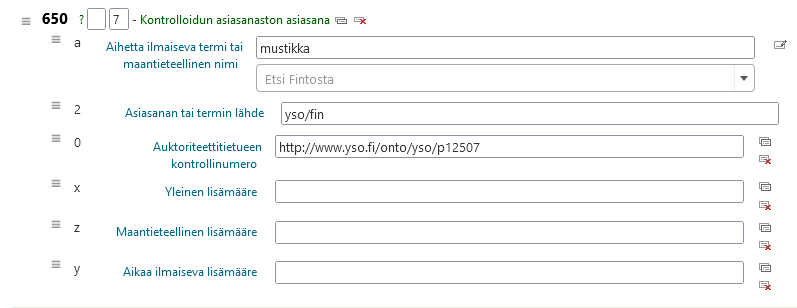 650 ? 7 - Kontrolloidun asiasanaston asiasana
a Aihetta ilmaiseva termi tai maantieteellinen nimi mustikka
Etsi Fintosta
2 Asiasanan tai termin lähde yso/fin
0 Auktoriteettitietueen kontrollinumero http://www.yso.fi/onto/yso/p12507
x Yleinen lisämääre
z Maantieteellinen lisämääre
y Aikaa ilmaiseva lisämääre